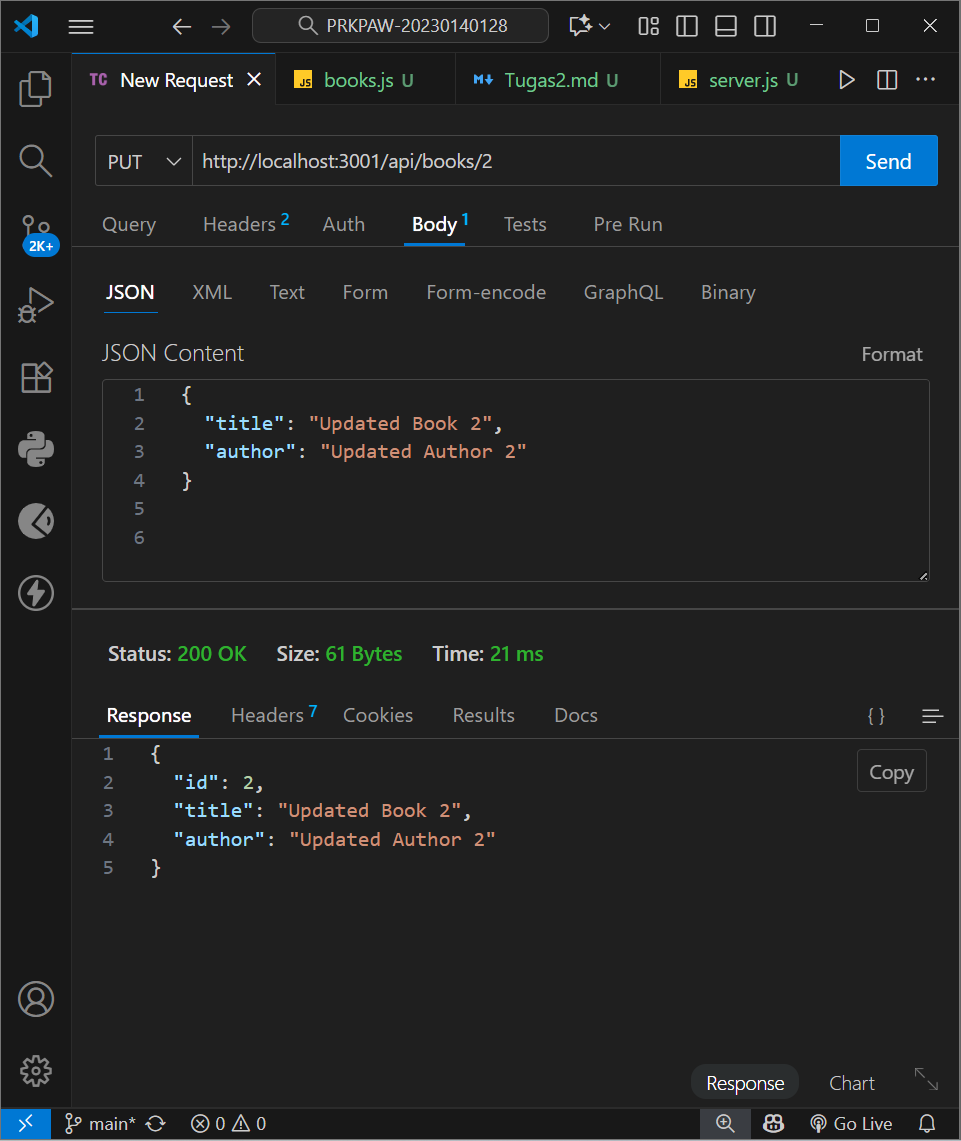 PRKPAW-20230140128
TC New Request JS books.js U M↓ Tugas2.md U JS server.js U
PUT http://localhost:3001/api/books/2 Send
Query Headers 2 Auth Body 1 Tests Pre Run
2K+
JSON XML Text Form Form-encode GraphQL Binary
JSON Content Format
1 {
2 "title": "Updated Book 2",
3 "author": "Updated Author 2"
4 }
5
6
Status: 200 OK Size: 61 Bytes Time: 21 ms
Response Headers 7 Cookies Results Docs { }
1 {
2 "id": 2,
3 "title": "Updated Book 2",
4 "author": "Updated Author 2"
5 }
Copy
Response Chart
main* 0 0 Go Live